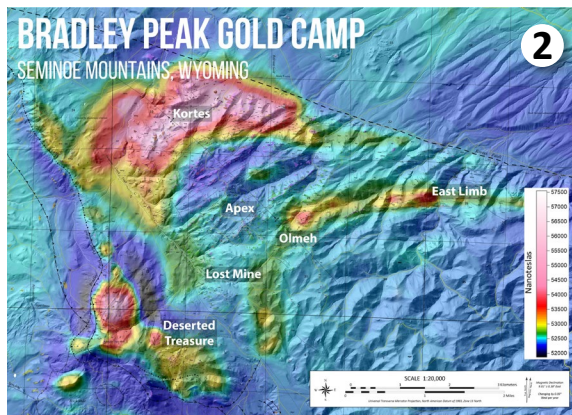 BRADLEY PEAK GOLD CAMP
SEMINOE MOUNTAINS, WYOMING
2
Kortes
East Limb
Apex
Olmeh
Lost Mine
Deserted
Treasure
57500
57000
56500
56000
55500
55000
54500
54000
53500
53000
52500
52000
Nanoteslas
SCALE 1:20,000